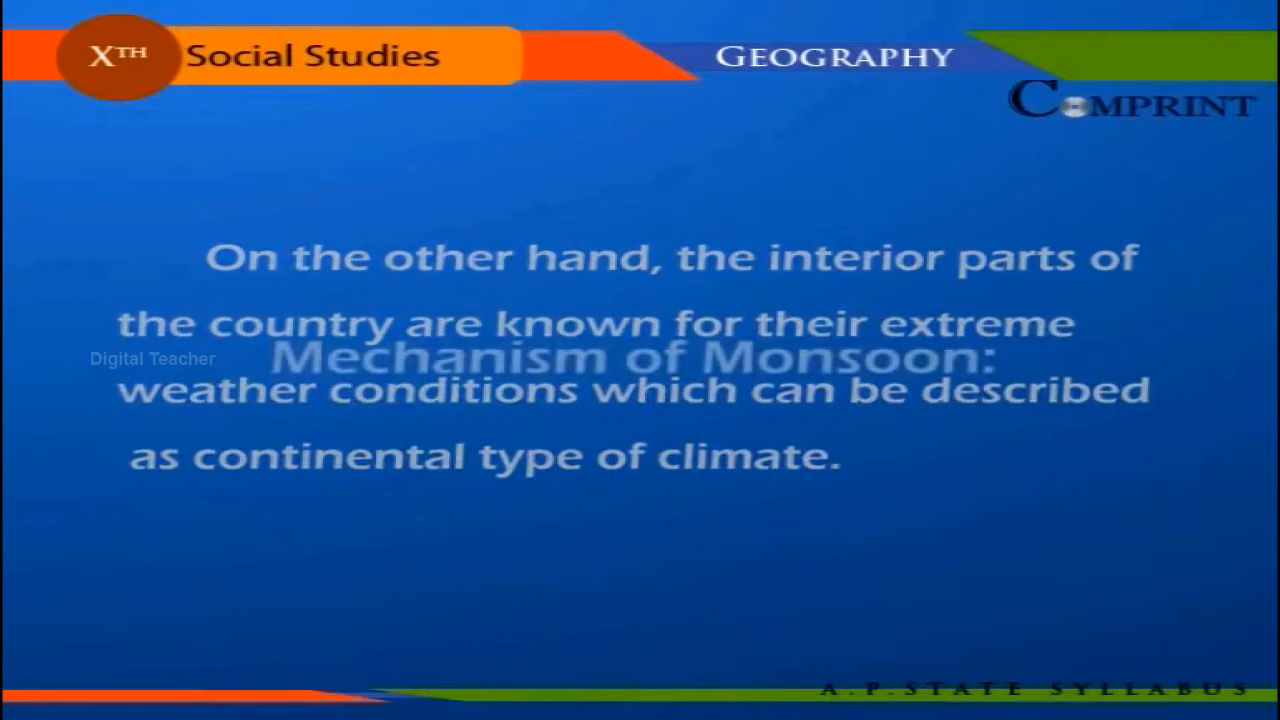 XTH Social Studies
GEOGRAPHY
COMPRINT
On the other hand, the interior parts of
the country are known for their extreme
Digital Teacher
Mechanism of Monsoon:
weather conditions which can be described
as continental type of climate.
A.P.STATE SYLLABUS